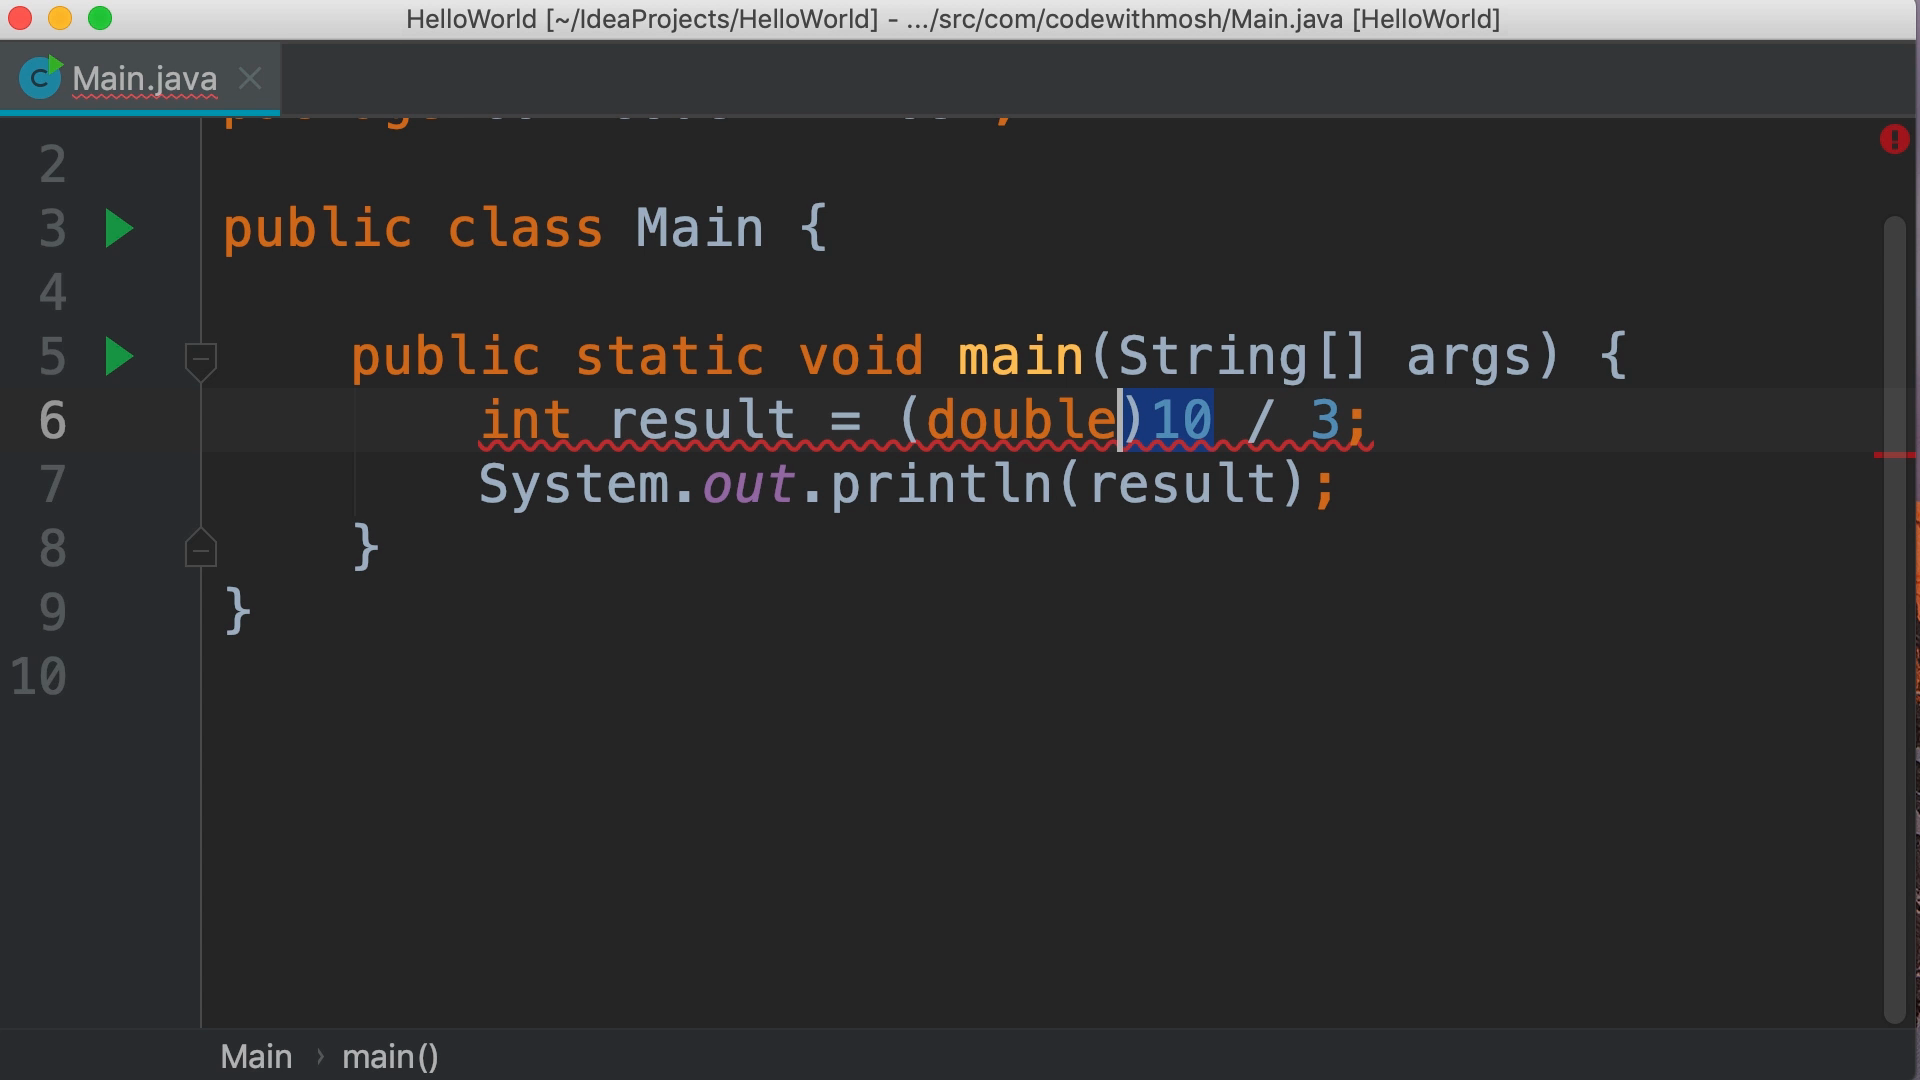 HelloWorld [~/IdeaProjects/HelloWorld] - .../src/com/codewithmosh/Main.java [HelloWorld]
C Main.java
2
3 public class Main {
4
5 public static void main(String[] args) {
6 int result = (double)10 / 3;
7 System.out.println(result);
8 }
9 }
10
Main › main()